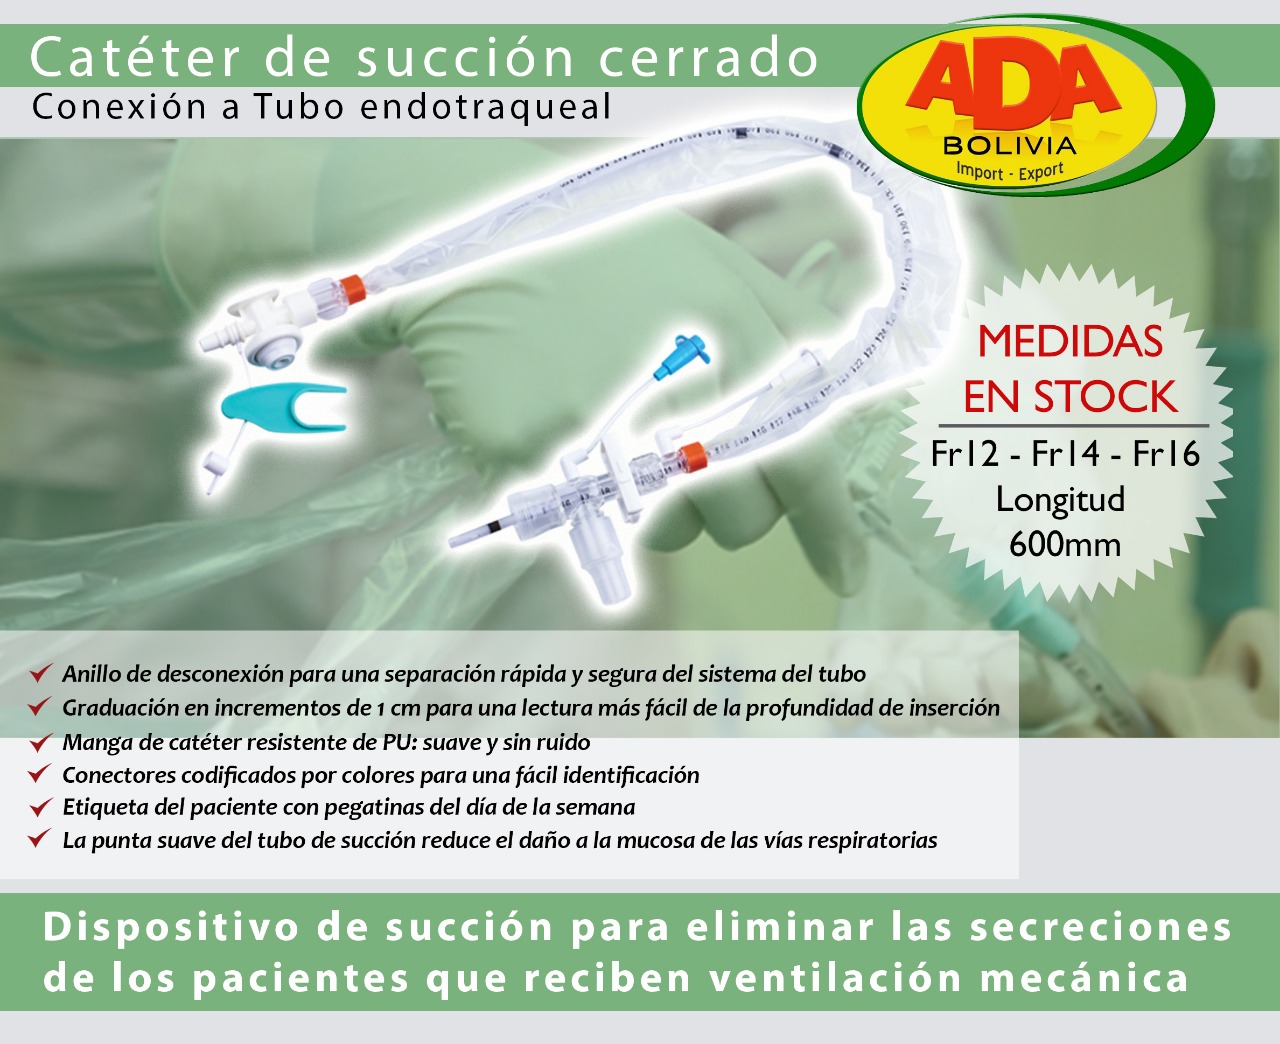 Catéter de succión cerrado
Conexión a Tubo endotraqueal
ADA
BOLIVIA
Import - Export
MEDIDAS
EN STOCK
Fr12 - Fr14 - Fr16
Longitud
600mm
Anillo de desconexión para una separación rápida y segura del sistema del tubo
Graduación en incrementos de 1 cm para una lectura más fácil de la profundidad de inserción
Manga de catéter resistente de PU: suave y sin ruido
Conectores codificados por colores para una fácil identificación
Etiqueta del paciente con pegatinas del día de la semana
La punta suave del tubo de succión reduce el daño a la mucosa de las vías respiratorias
Dispositivo de succión para eliminar las secreciones
de los pacientes que reciben ventilación mecánica